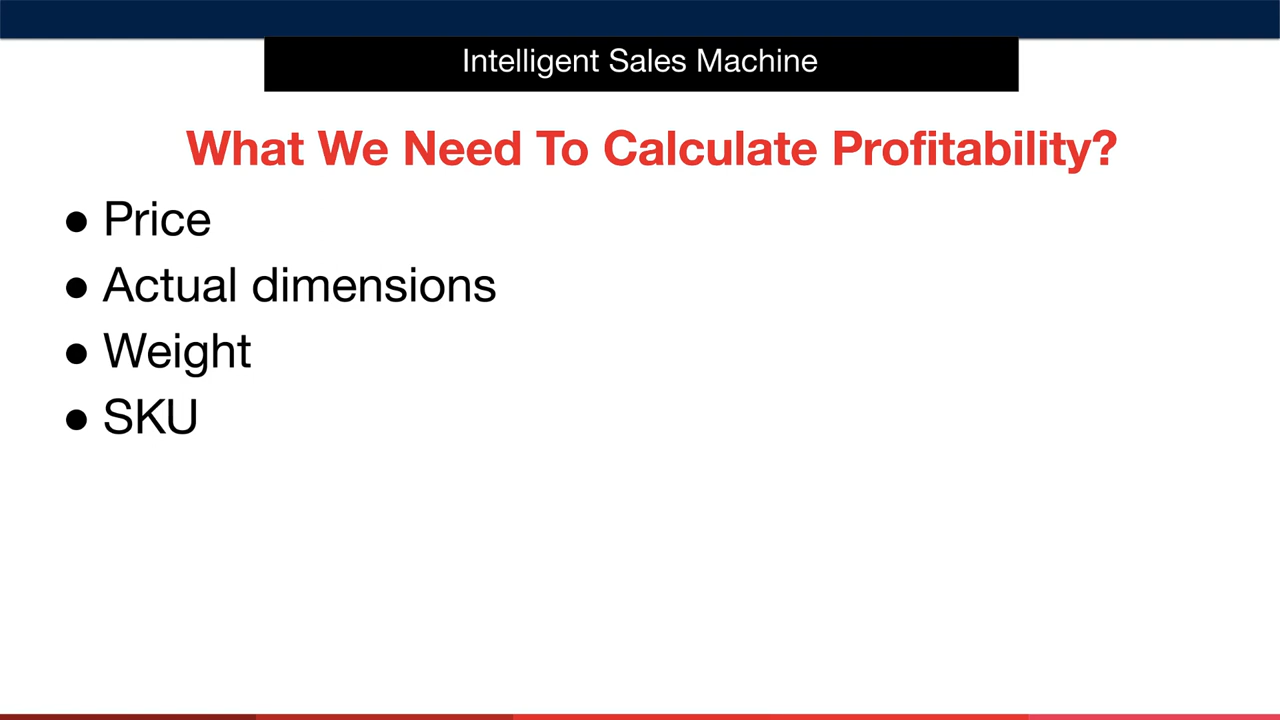 Intelligent Sales Machine
What We Need To Calculate Profitability?
● Price
● Actual dimensions
● Weight
● SKU